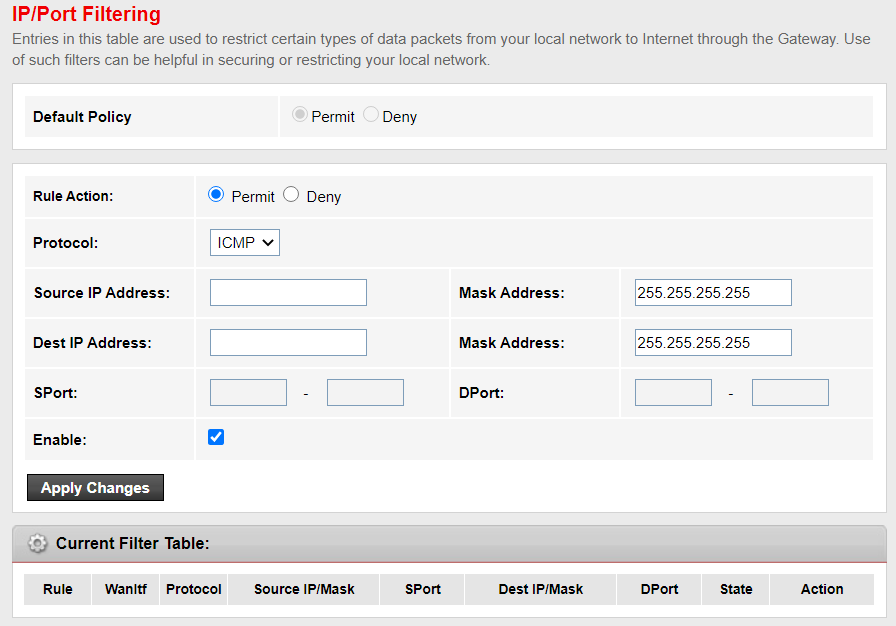 IP/Port Filtering
Entries in this table are used to restrict certain types of data packets from your local network to Internet through the Gateway. Use
of such filters can be helpful in securing or restricting your local network.
Default Policy Permit Deny
Rule Action: Permit Deny
Protocol: ICMP
Source IP Address: Mask Address: 255.255.255.255
Dest IP Address: Mask Address: 255.255.255.255
SPort: - DPort: -
Enable:
Apply Changes
Current Filter Table:
Rule WanItf Protocol Source IP/Mask SPort Dest IP/Mask DPort State Action